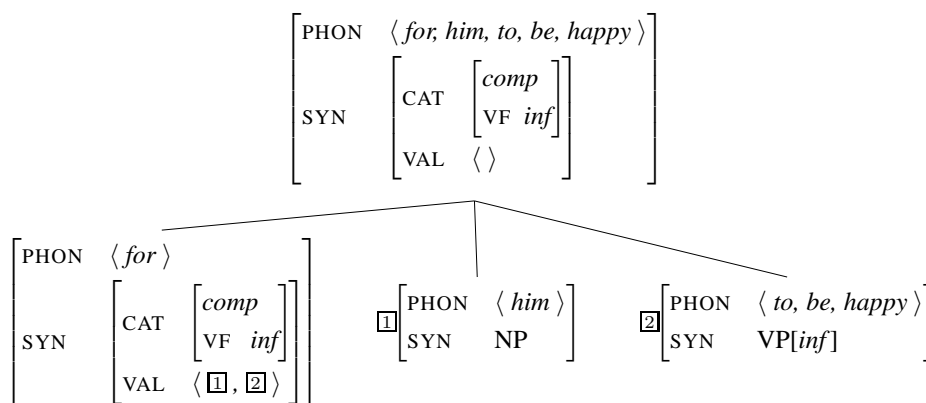 PHON ⟨ for, him, to, be, happy ⟩
SYN
CAT
comp
VF inf
VAL ⟨ ⟩
PHON ⟨ for ⟩
SYN
CAT
comp
VF inf
VAL ⟨ 1 , 2 ⟩
1
PHON ⟨ him ⟩
SYN NP
2
PHON ⟨ to, be, happy ⟩
SYN VP[inf]